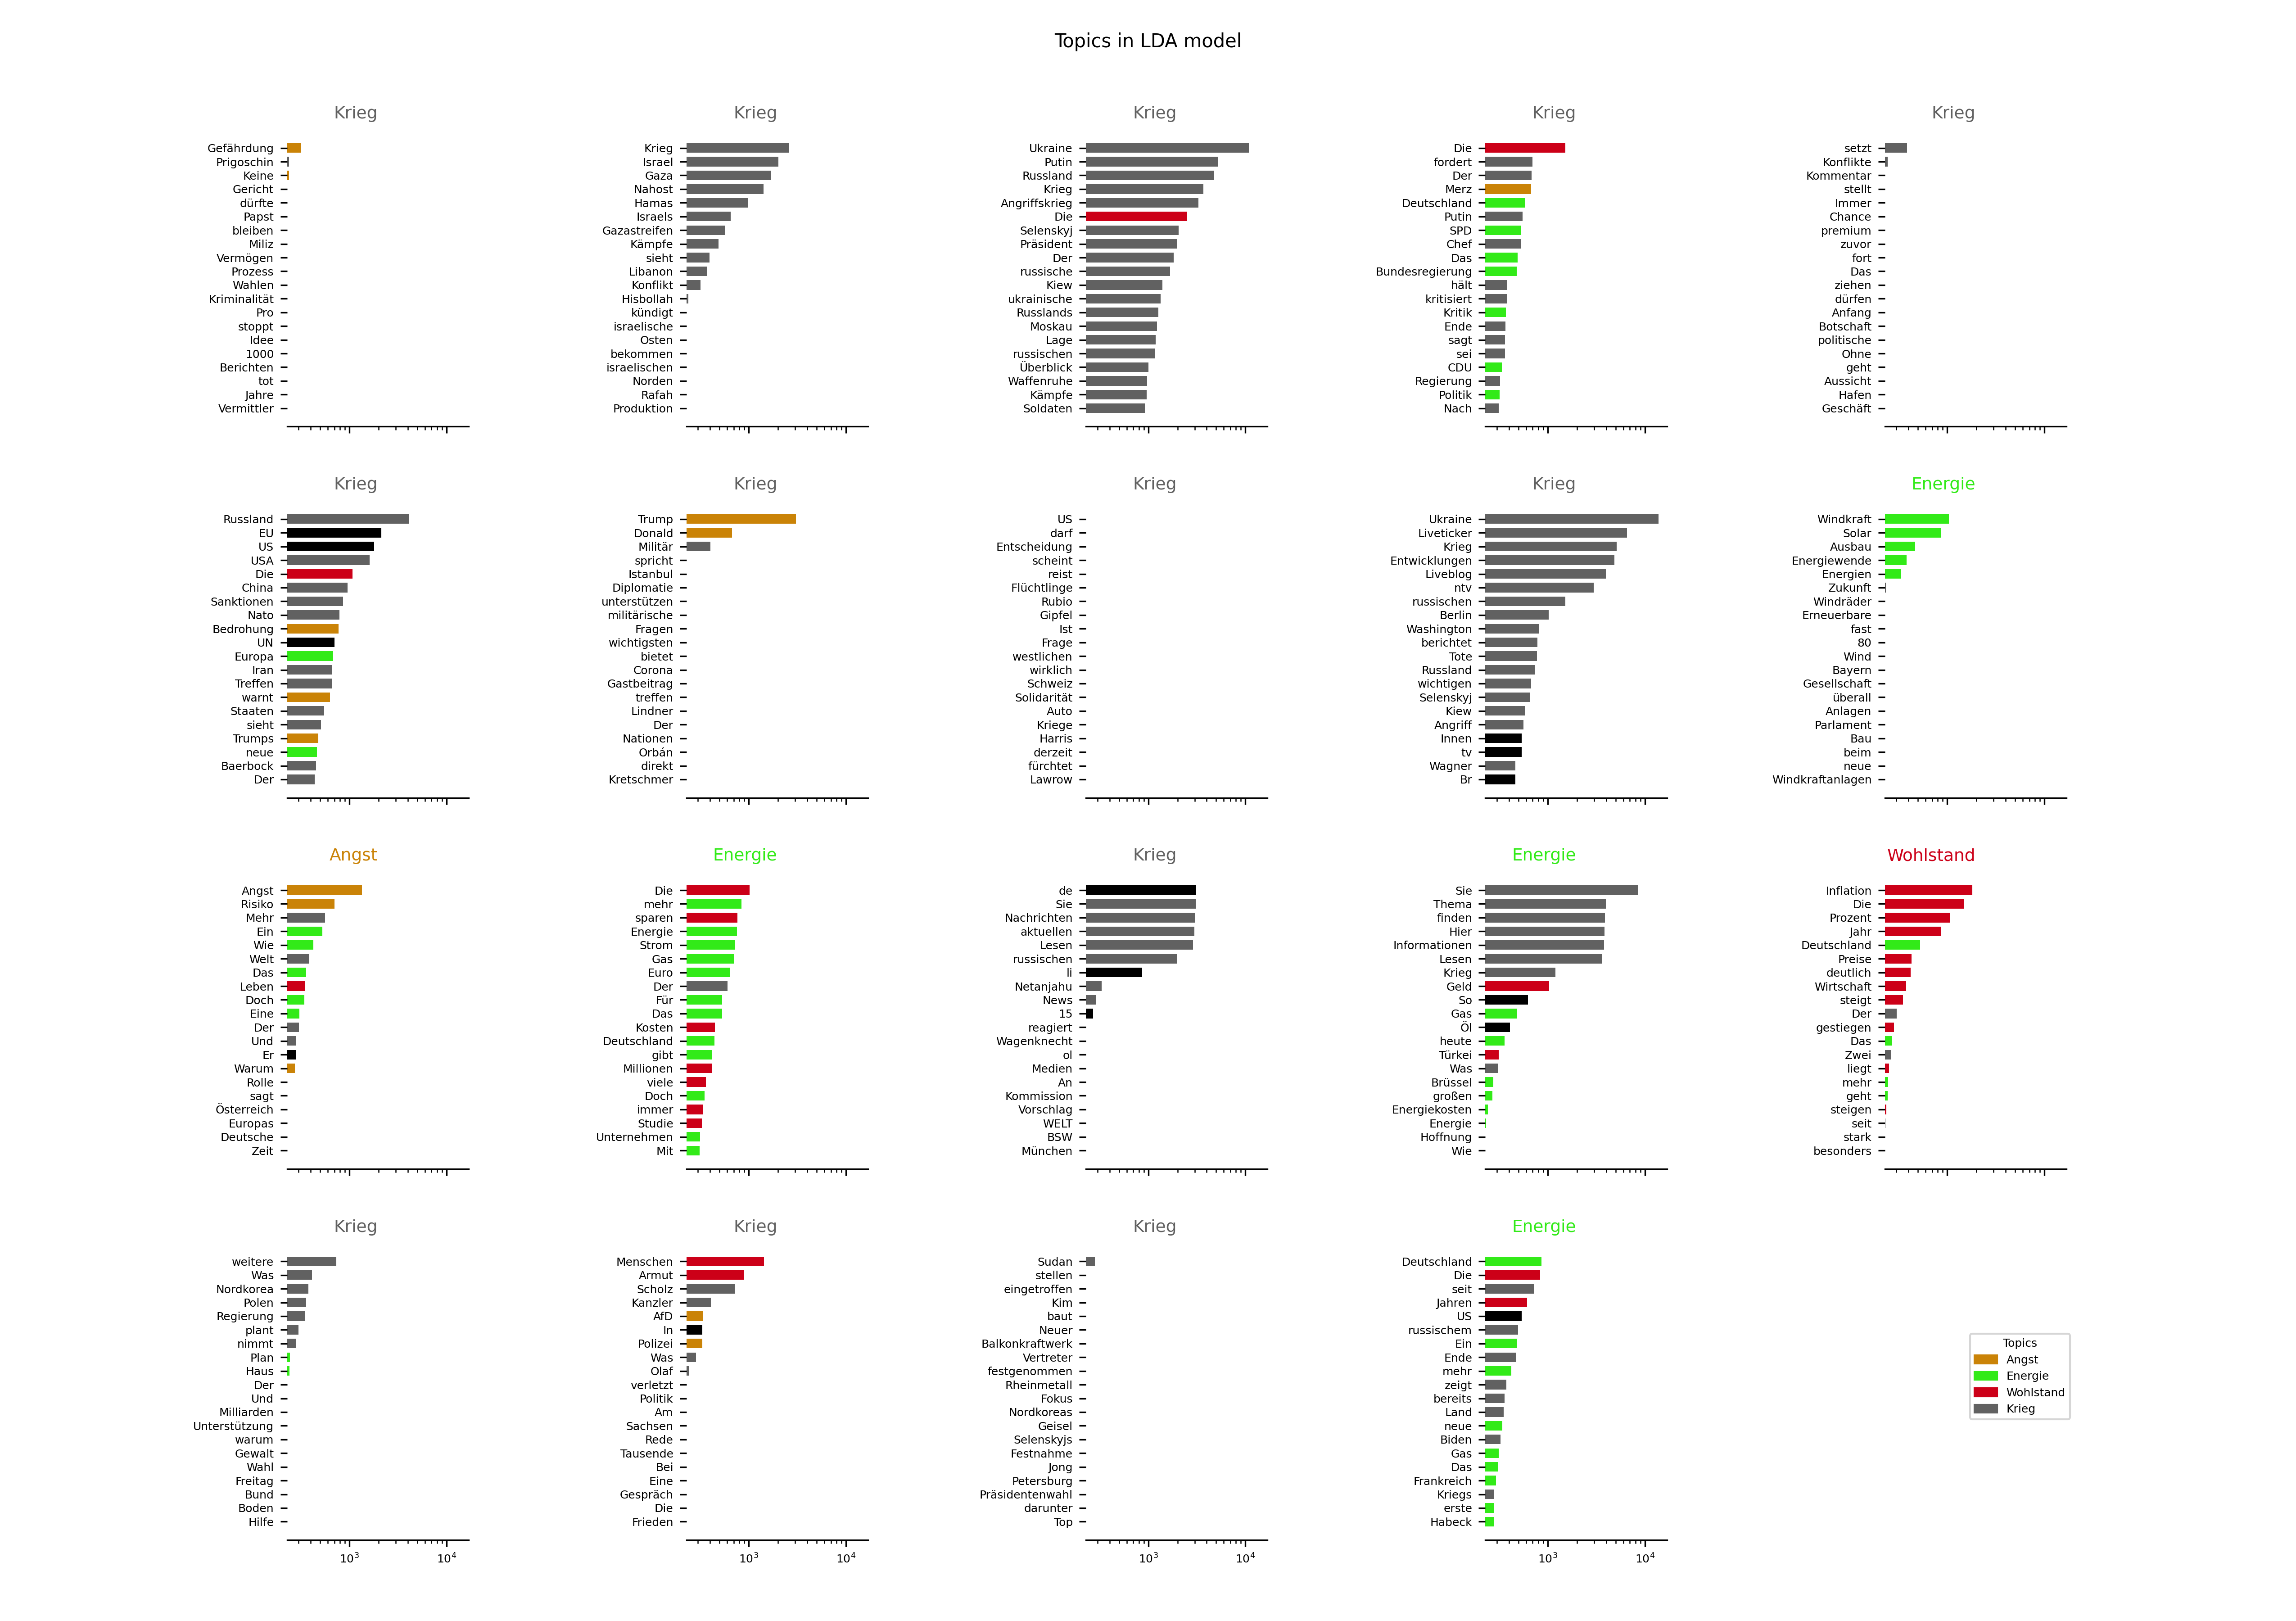 Topics in LDA model
Krieg
Gefährdung
Prigoschin
Keine
Gericht
dürfte
Papst
bleiben
Miliz
Vermögen
Prozess
Wahlen
Kriminalität
Pro
stoppt
Idee
1000
Berichten
tot
Jahre
Vermittler
Krieg
Krieg
Israel
Gaza
Nahost
Hamas
Israels
Gazastreifen
Kämpfe
sieht
Libanon
Konflikt
Hisbollah
kündigt
israelische
Osten
bekommen
israelischen
Norden
Rafah
Produktion
Krieg
Ukraine
Putin
Russland
Krieg
Angriffskrieg
Die
Selenskyj
Präsident
Der
russische
Kiew
ukrainische
Russlands
Moskau
Lage
russischen
Überblick
Waffenruhe
Kämpfe
Soldaten
Krieg
Die
fordert
Der
Merz
Deutschland
Putin
SPD
Chef
Das
Bundesregierung
hält
kritisiert
Kritik
Ende
sagt
sei
CDU
Regierung
Politik
Nach
Krieg
setzt
Konflikte
Kommentar
stellt
Immer
Chance
premium
zuvor
fort
Das
ziehen
dürfen
Anfang
Botschaft
politische
Ohne
geht
Aussicht
Hafen
Geschäft
Krieg
Russland
EU
US
USA
Die
China
Sanktionen
Nato
Bedrohung
UN
Europa
Iran
Treffen
warnt
Staaten
sieht
Trumps
neue
Baerbock
Der
Krieg
Trump
Donald
Militär
spricht
Istanbul
Diplomatie
unterstützen
militärische
Fragen
wichtigsten
bietet
Corona
Gastbeitrag
treffen
Lindner
Der
Nationen
Orbán
direkt
Kretschmer
Krieg
US
darf
Entscheidung
scheint
reist
Flüchtlinge
Rubio
Gipfel
Ist
Frage
westlichen
wirklich
Schweiz
Solidarität
Auto
Kriege
Harris
derzeit
fürchtet
Lawrow
Krieg
Ukraine
Liveticker
Krieg
Entwicklungen
Liveblog
ntv
russischen
Berlin
Washington
berichtet
Tote
Russland
wichtigen
Selenskyj
Kiew
Angriff
Innen
tv
Wagner
Br
Energie
Windkraft
Solar
Ausbau
Energiewende
Energien
Zukunft
Windräder
Erneuerbare
fast
80
Wind
Bayern
Gesellschaft
überall
Anlagen
Parlament
Bau
beim
neue
Windkraftanlagen
Angst
Angst
Risiko
Mehr
Ein
Wie
Welt
Das
Leben
Doch
Eine
Der
Und
Er
Warum
Rolle
sagt
Österreich
Europas
Deutsche
Zeit
Energie
Die
mehr
sparen
Energie
Strom
Gas
Euro
Der
Für
Das
Kosten
Deutschland
gibt
Millionen
viele
Doch
immer
Studie
Unternehmen
Mit
Krieg
de
Sie
Nachrichten
aktuellen
Lesen
russischen
li
Netanjahu
News
15
reagiert
Wagenknecht
ol
Medien
An
Kommission
Vorschlag
WELT
BSW
München
Energie
Sie
Thema
finden
Hier
Informationen
Lesen
Krieg
Geld
So
Gas
Öl
heute
Türkei
Was
Brüssel
großen
Energiekosten
Energie
Hoffnung
Wie
Wohlstand
Inflation
Die
Prozent
Jahr
Deutschland
Preise
deutlich
Wirtschaft
steigt
Der
gestiegen
Das
Zwei
liegt
mehr
geht
steigen
seit
stark
besonders
Krieg
weitere
Was
Nordkorea
Polen
Regierung
plant
nimmt
Plan
Haus
Der
Und
Milliarden
Unterstützung
warum
Gewalt
Wahl
Freitag
Bund
Boden
Hilfe
10³ 10⁴
Krieg
Menschen
Armut
Scholz
Kanzler
AfD
In
Polizei
Was
Olaf
verletzt
Politik
Am
Sachsen
Rede
Tausende
Bei
Eine
Gespräch
Die
Frieden
10³ 10⁴
Krieg
Sudan
stellen
eingetroffen
Kim
baut
Neuer
Balkonkraftwerk
Vertreter
festgenommen
Rheinmetall
Fokus
Nordkoreas
Geisel
Selenskyjs
Festnahme
Jong
Petersburg
Präsidentenwahl
darunter
Top
10³ 10⁴
Energie
Deutschland
Die
seit
Jahren
US
russischem
Ein
Ende
mehr
zeigt
bereits
Land
neue
Biden
Gas
Das
Frankreich
Kriegs
erste
Habeck
10³ 10⁴
Topics
Angst
Energie
Wohlstand
Krieg